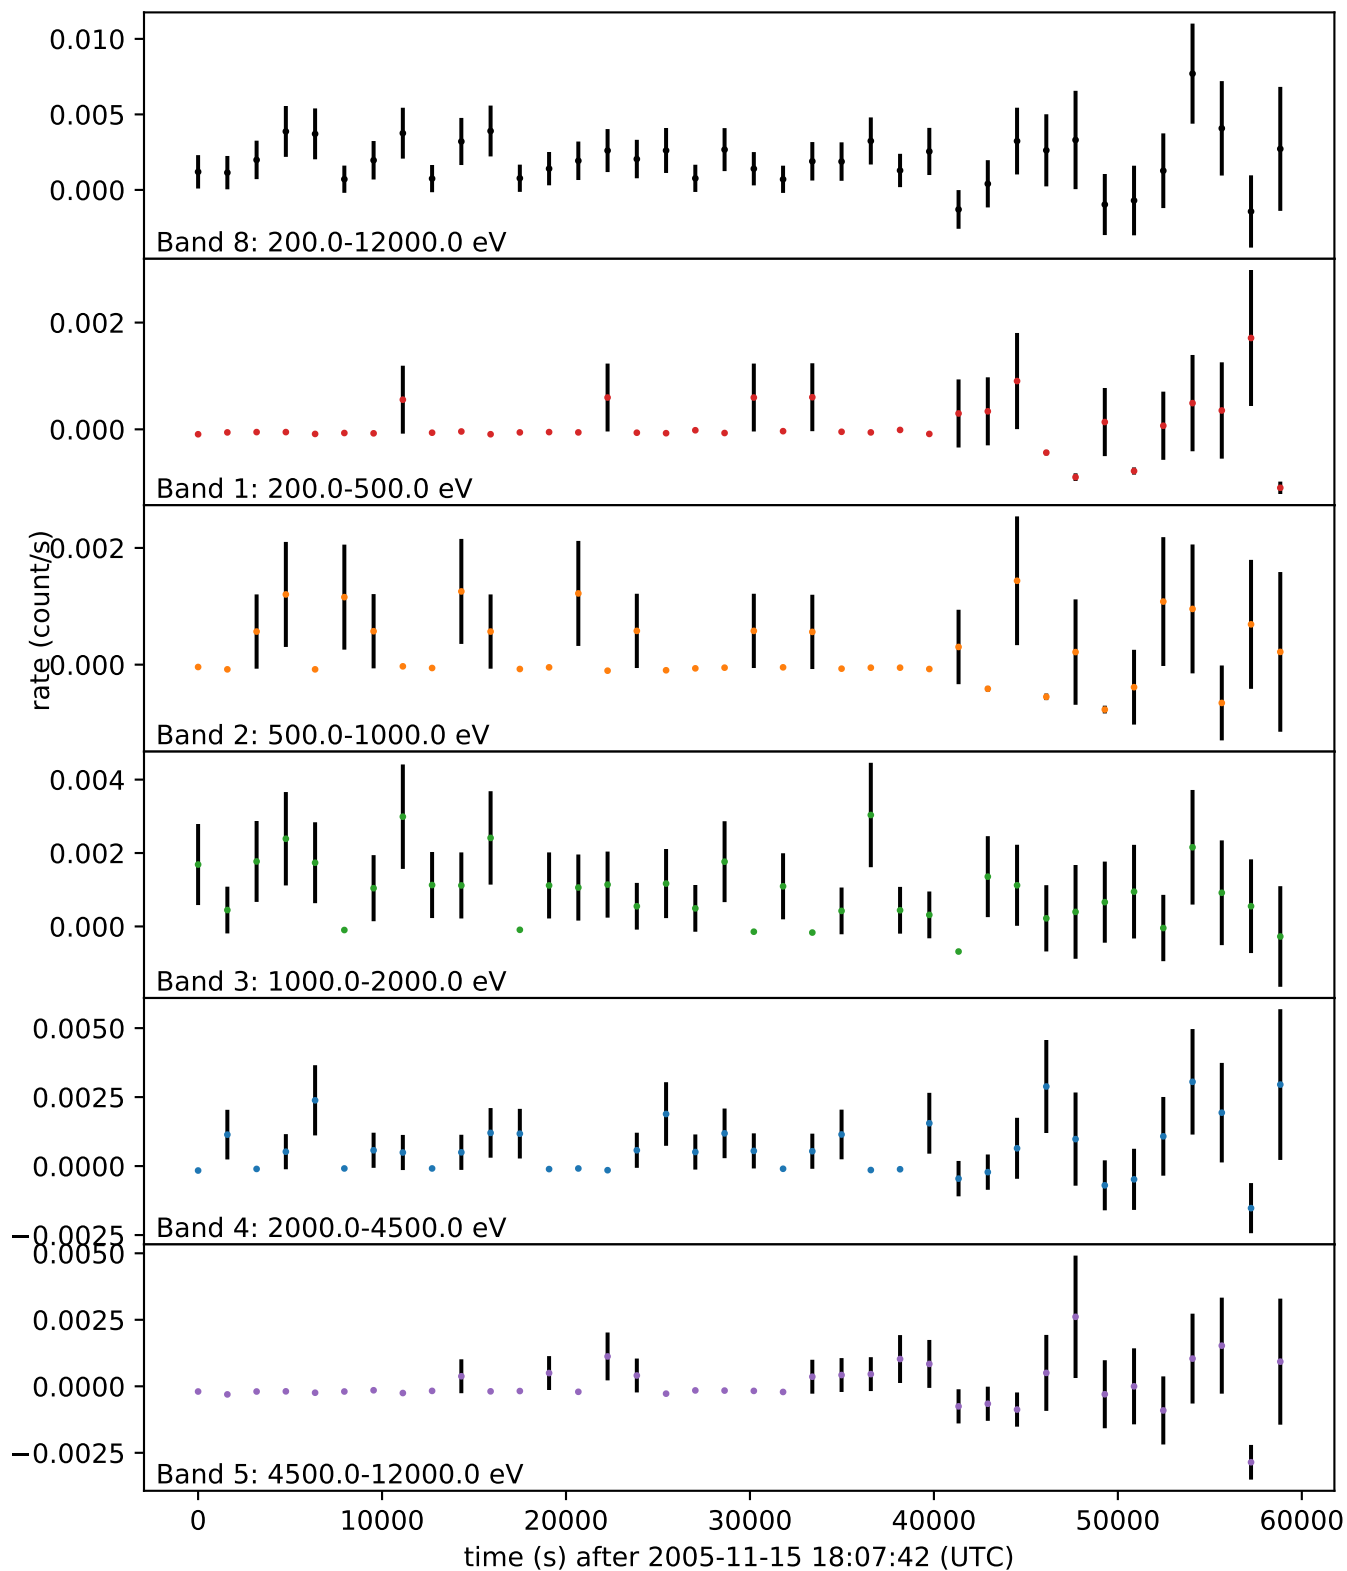 0.010
0.005
0.000
Band 8: 200.0-12000.0 eV
0.002
0.000
Band 1: 200.0-500.0 eV
rate (count/s)
0.002
0.000
Band 2: 500.0-1000.0 eV
0.004
0.002
0.000
Band 3: 1000.0-2000.0 eV
0.0050
0.0025
0.0000
−0.0025
Band 4: 2000.0-4500.0 eV
0.0050
0.0025
0.0000
−0.0025
Band 5: 4500.0-12000.0 eV
0 10000 20000 30000 40000 50000 60000
time (s) after 2005-11-15 18:07:42 (UTC)